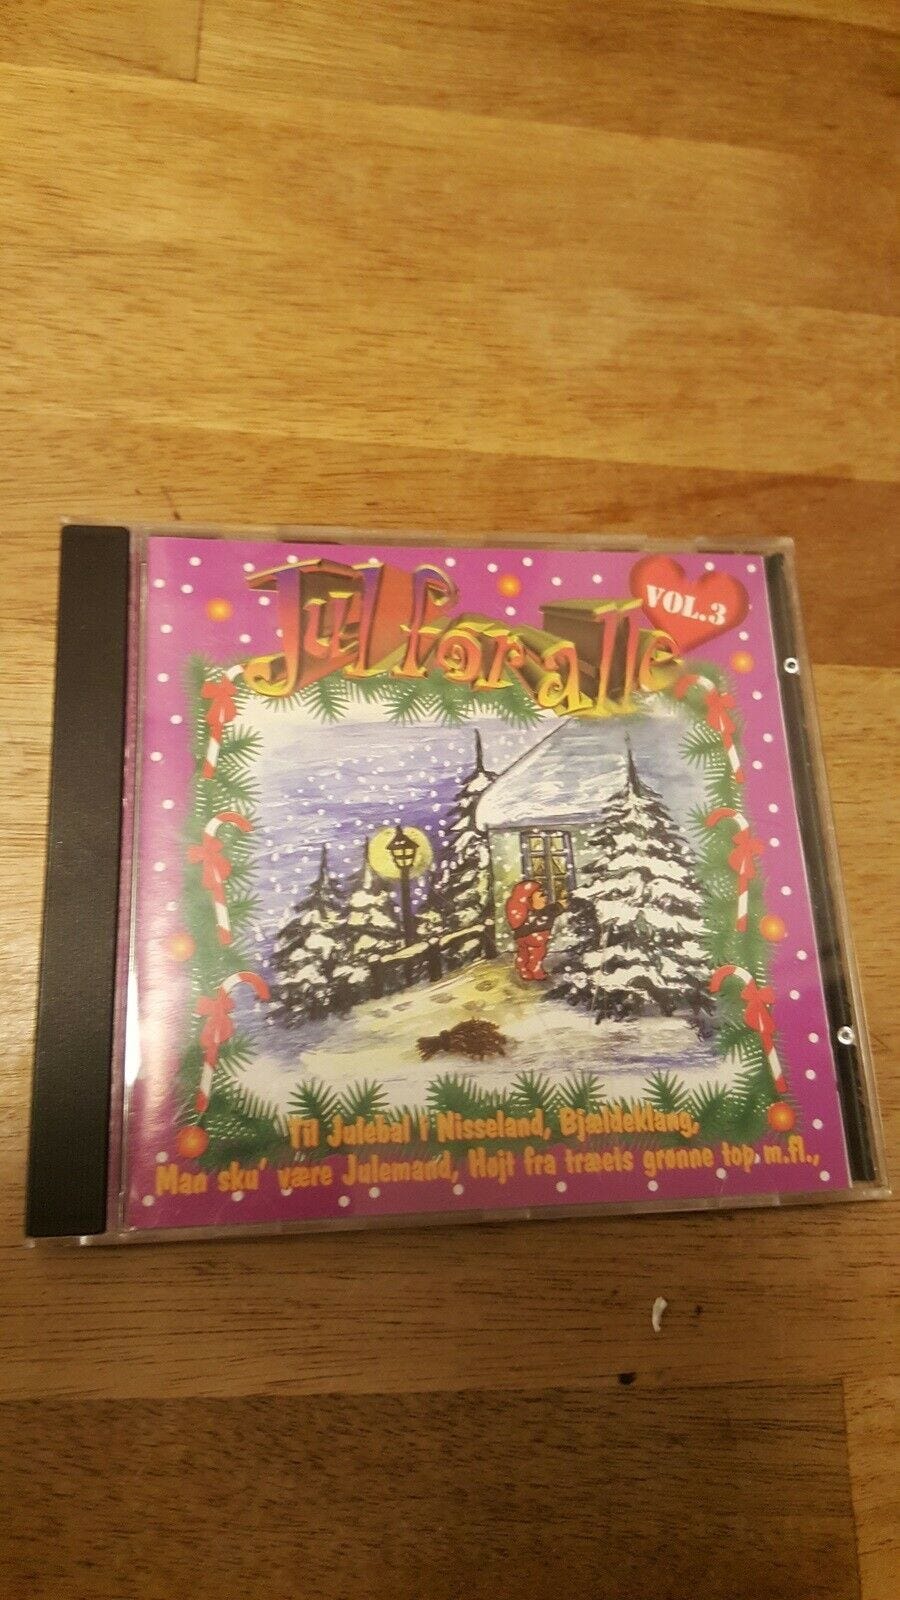 Jul for alle
VOL.3
Til Julebal i Nisseland, Bjældeklang,
Man sku' være Julemand, Højt fra træets grønne top m.fl.,